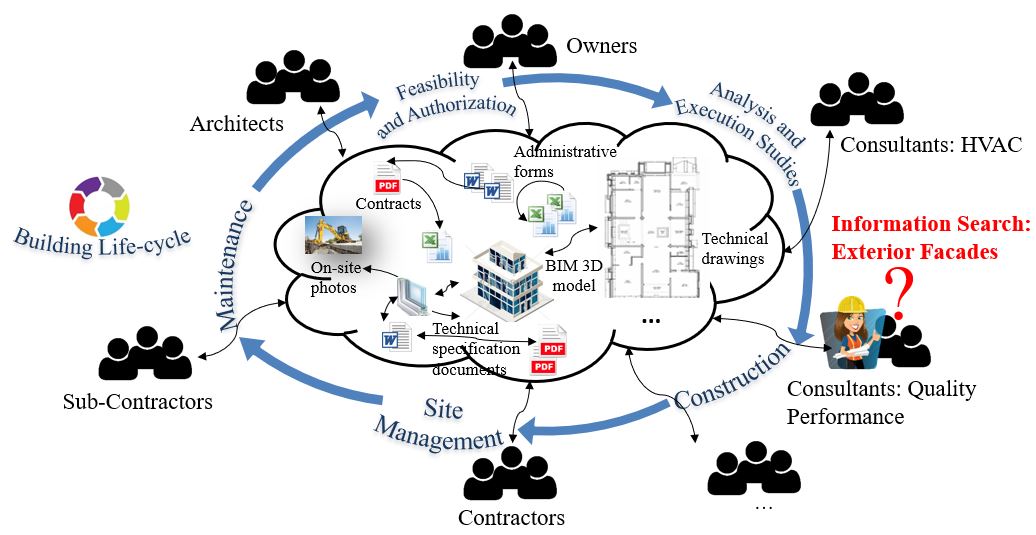 Owners
Feasibility
and Authorization
Analysis and
Execution Studies
Architects
Consultants: HVAC
Administrative
forms
W
W
PDF
Contracts
X
X
X
Building Life-cycle
Maintenance
On-site
photos
BIM 3D
model
Technical
drawings
Information Search:
Exterior Facades
?
...
W
Technical
specification
documents
PDF
PDF
Construction
Consultants: Quality
Performance
Sub-Contractors
Site
Management
Contractors
...